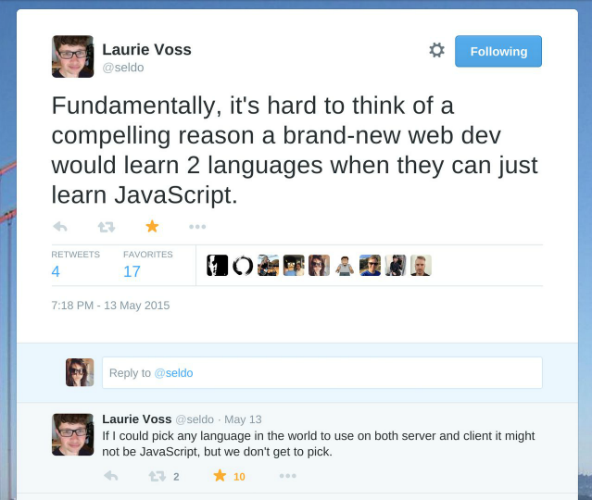 Laurie Voss
@seldo
Following
Fundamentally, it's hard to think of a
compelling reason a brand-new web dev
would learn 2 languages when they can just
learn JavaScript.
RETWEETS FAVORITES
4 17
7:18 PM - 13 May 2015
Reply to @seldo
Laurie Voss @seldo · May 13
If I could pick any language in the world to use on both server and client it might
not be JavaScript, but we don't get to pick.
2 10